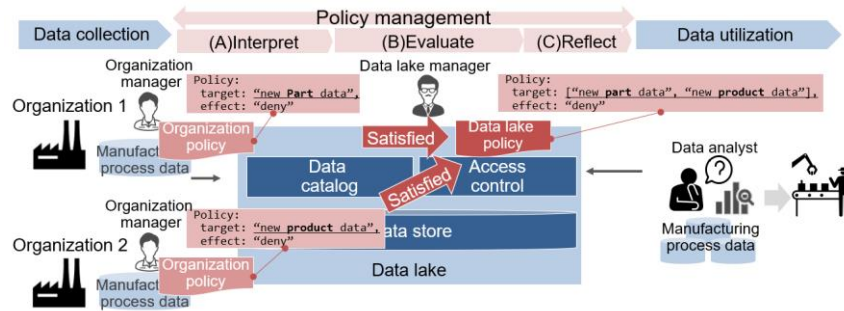 Policy management
Data collection
(A)Interpret
(B)Evaluate
(C)Reflect
Data utilization
Organization
manager
Policy:
target: “new Part data”,
effect: “deny”
Data lake manager
Policy:
target: [“new part data”, “new product data”],
effect: “deny”
Organization 1
Manufact
process data
Organization
policy
Satisfied
Data lake
policy
Data
catalog
Access
control
Satisfied
Data analyst
?
Manufacturing
process data
Organization
manager
Policy:
target: “new product data”,
effect: “deny”
Organization 2
Manufact
process data
Organization
policy
ata store
Data lake